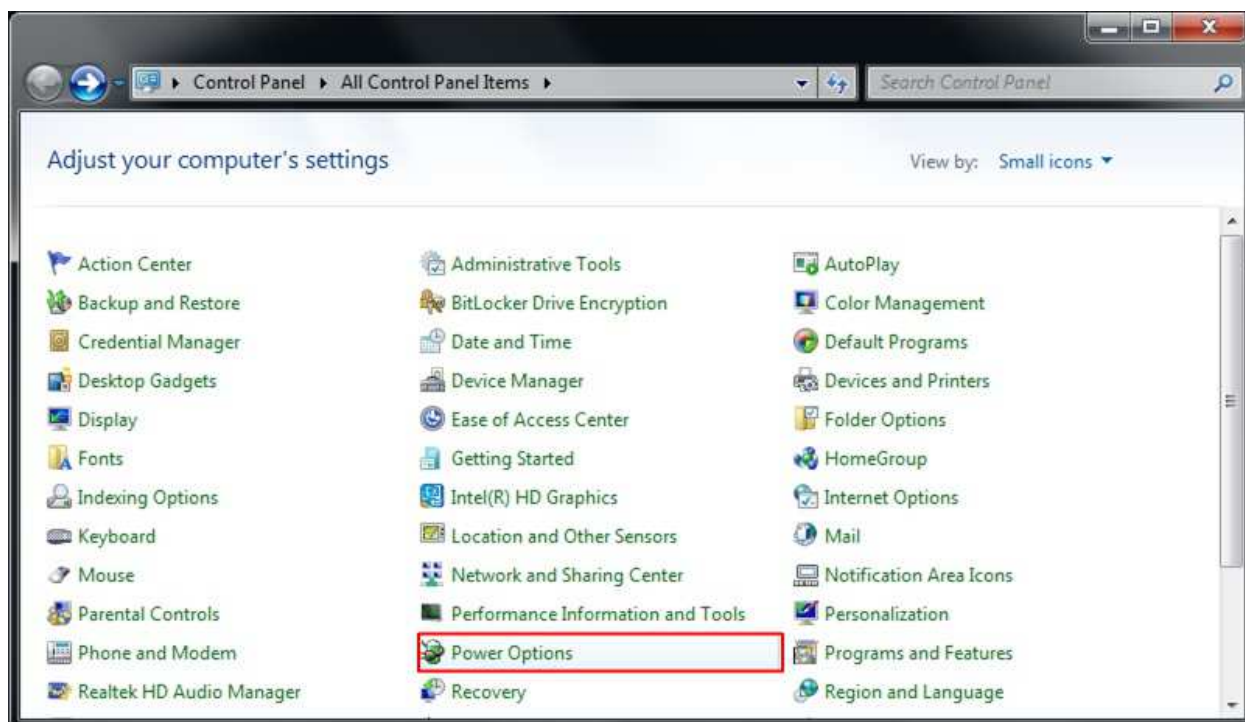 Control Panel ▸ All Control Panel Items ▸ Search Control Panel
Adjust your computer's settings
View by: Small icons
Action Center Administrative Tools AutoPlay
Backup and Restore BitLocker Drive Encryption Color Management
Credential Manager Date and Time Default Programs
Desktop Gadgets Device Manager Devices and Printers
Display Ease of Access Center Folder Options
Fonts Getting Started HomeGroup
Indexing Options Intel(R) HD Graphics Internet Options
Keyboard Location and Other Sensors Mail
Mouse Network and Sharing Center Notification Area Icons
Parental Controls Performance Information and Tools Personalization
Phone and Modem Power Options Programs and Features
Realtek HD Audio Manager Recovery Region and Language